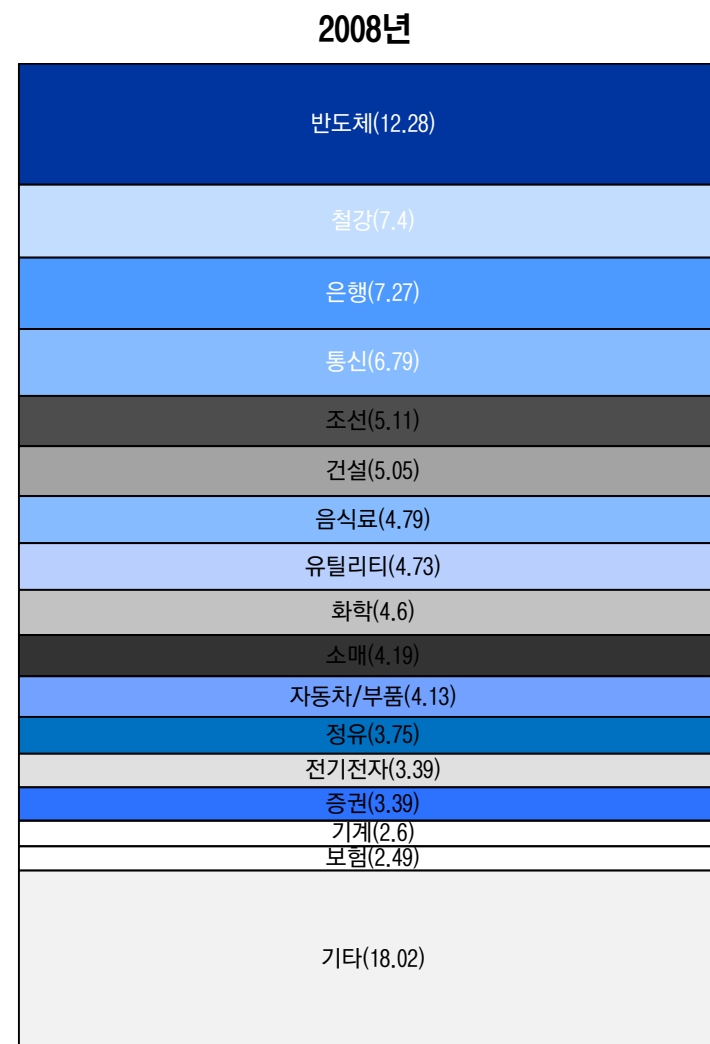 2008년
반도체(12.28)
철강(7.4)
은행(7.27)
통신(6.79)
조선(5.11)
건설(5.05)
음식료(4.79)
유틸리티(4.73)
화학(4.6)
소매(4.19)
자동차/부품(4.13)
정유(3.75)
전기전자(3.39)
증권(3.39)
기계(2.6)
보험(2.49)
기타(18.02)